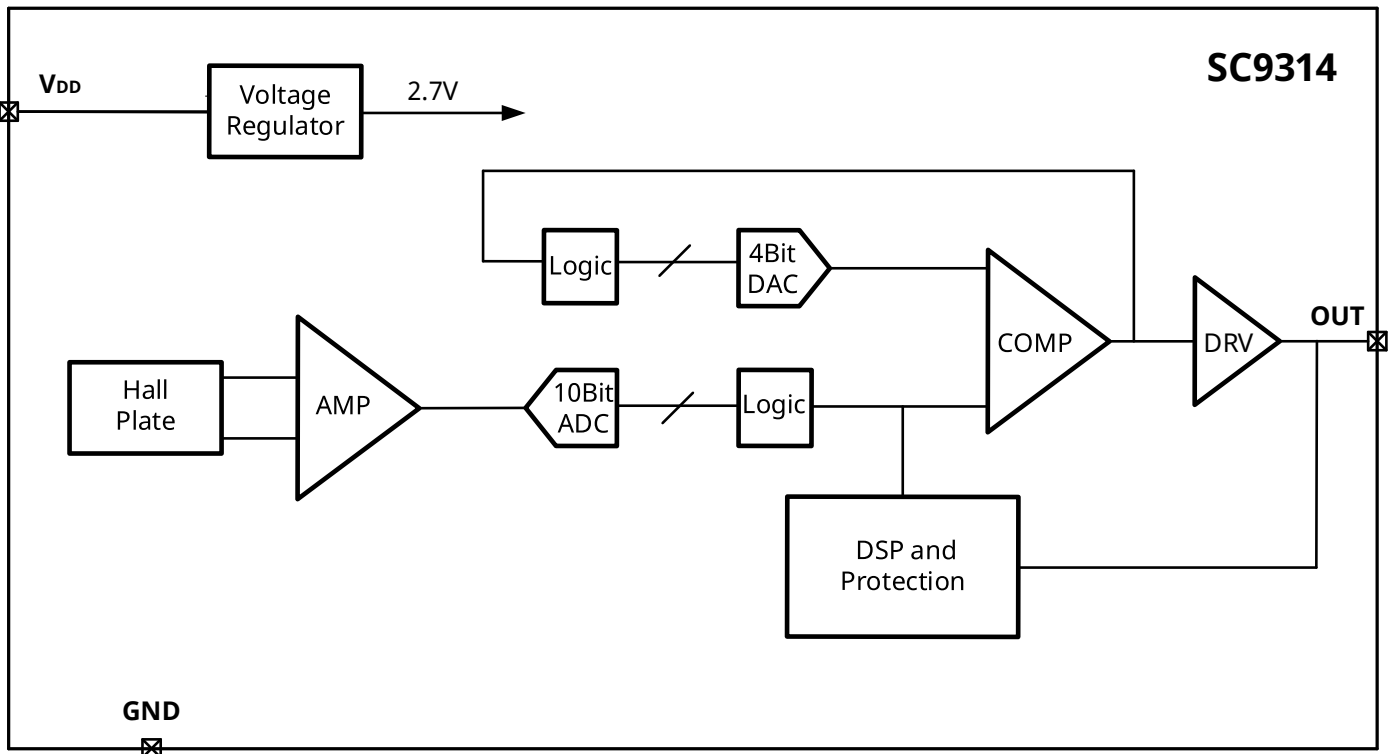 SC9314
VDD
Voltage
Regulator
2.7V
Logic
4Bit
DAC
COMP
DRV
OUT
Hall
Plate
AMP
10Bit
ADC
Logic
DSP and
Protection
GND